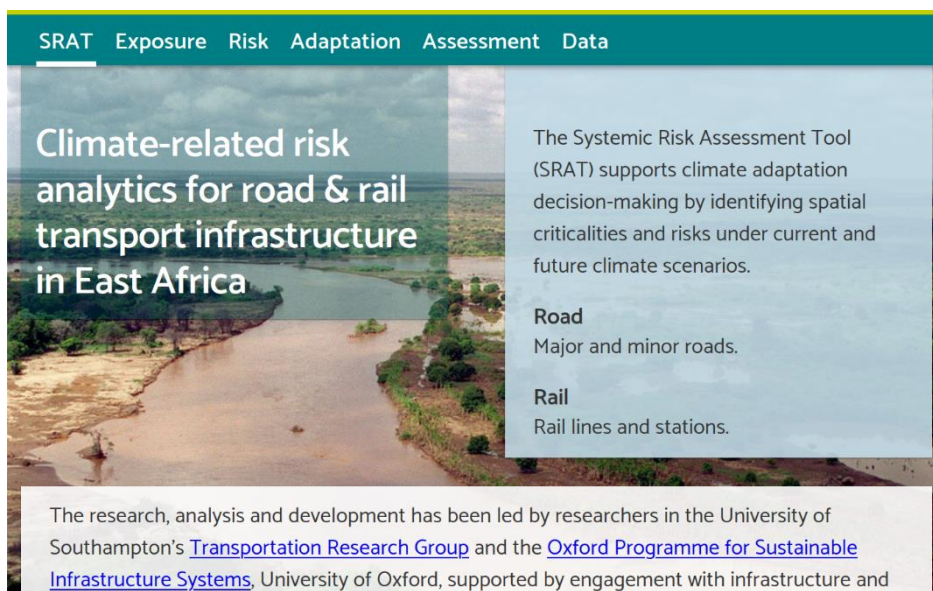 SRAT Exposure Risk Adaptation Assessment Data
Climate-related risk
analytics for road & rail
transport infrastructure
in East Africa
The Systemic Risk Assessment Tool
(SRAT) supports climate adaptation
decision-making by identifying spatial
criticalities and risks under current and
future climate scenarios.
Road
Major and minor roads.
Rail
Rail lines and stations.
The research, analysis and development has been led by researchers in the University of
Southampton's Transportation Research Group and the Oxford Programme for Sustainable
Infrastructure Systems, University of Oxford, supported by engagement with infrastructure and